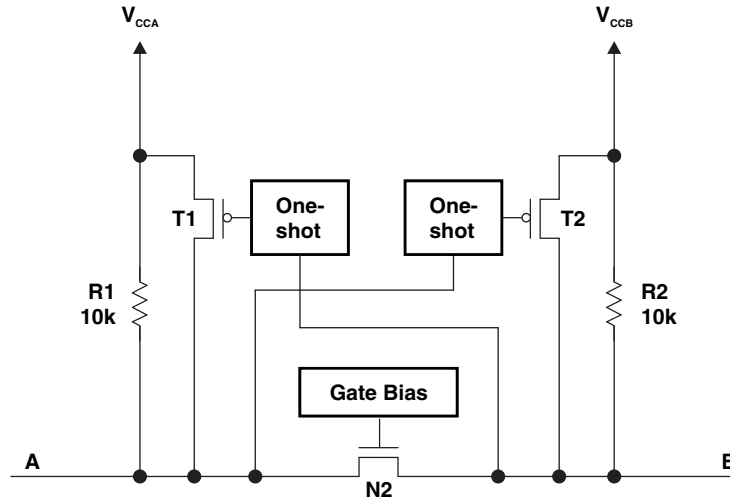 VCCA
VCCB
One-
shot
One-
shot
T1
T2
R1
10k
R2
10k
Gate Bias
A
N2